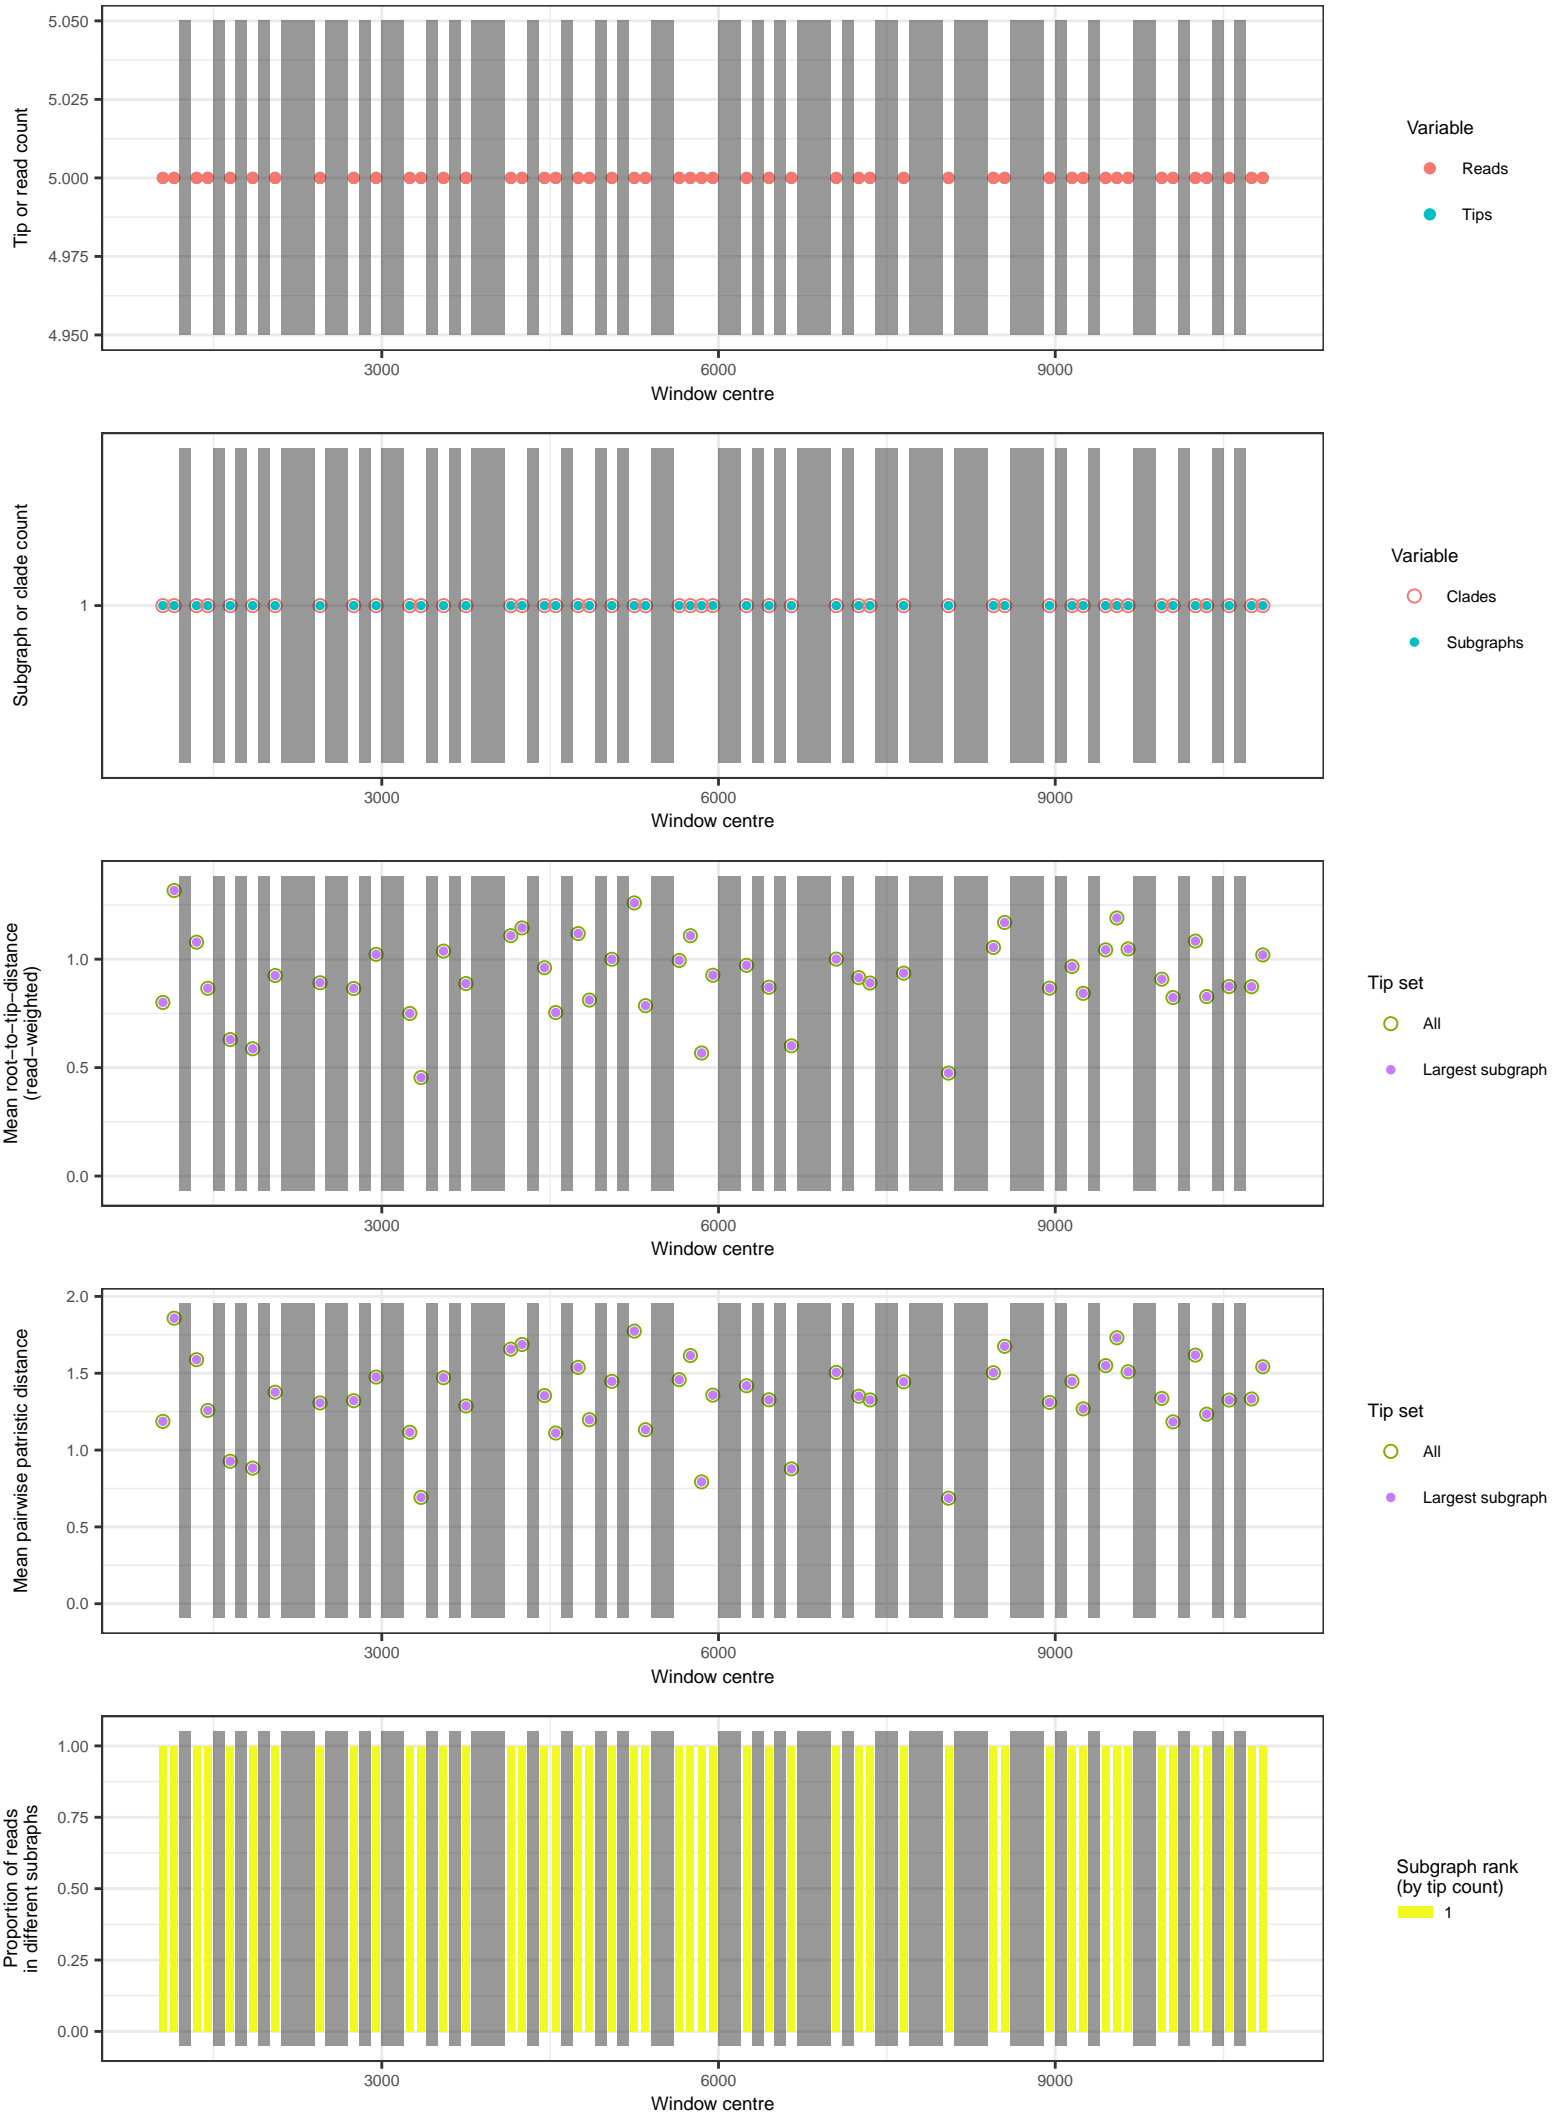 5.050
5.025
5.000
4.975
4.950
Tip or read count
3000
6000
9000
Window centre
Variable
Reads
Tips
1
Subgraph or clade count
3000
6000
9000
Window centre
Variable
Clades
Subgraphs
1.0
0.5
0.0
Mean root−to−tip−distance
(read−weighted)
3000
6000
9000
Window centre
Tip set
All
Largest subgraph
2.0
1.5
1.0
0.5
0.0
Mean pairwise patristic distance
3000
6000
9000
Window centre
Tip set
All
Largest subgraph
1.00
0.75
0.50
0.25
0.00
Proportion of reads
in different subraphs
3000
6000
9000
Window centre
Subgraph rank
(by tip count)
1